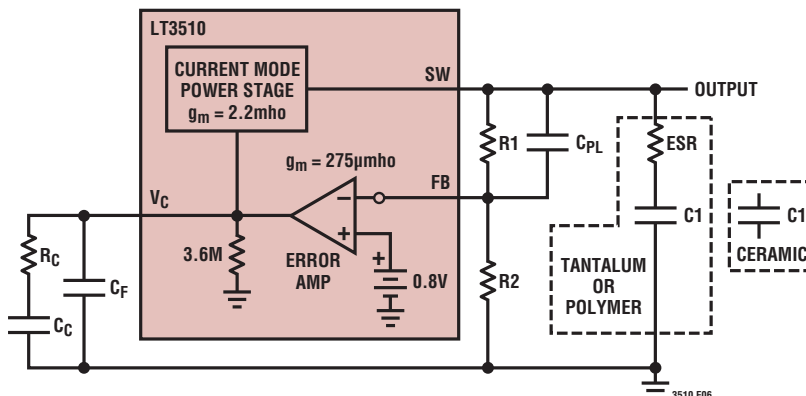 LT3510
CURRENT MODE
POWER STAGE
gm = 2.2mho
SW
OUTPUT
R1
CPL
ESR
gm = 275µmho
FB
VC
–
+
C1
C1
CERAMIC
RC
3.6M
ERROR
AMP
+
0.8V
R2
TANTALUM
OR
POLYMER
CF
CC
3510 F06